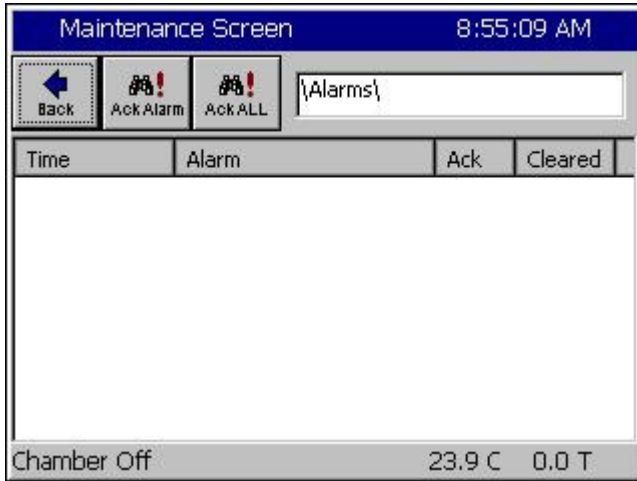 Maintenance Screen 8:55:09 AM
Back Ack Alarm Ack ALL \Alarms\
Time Alarm Ack Cleared
Chamber Off 23.9 C 0.0 T